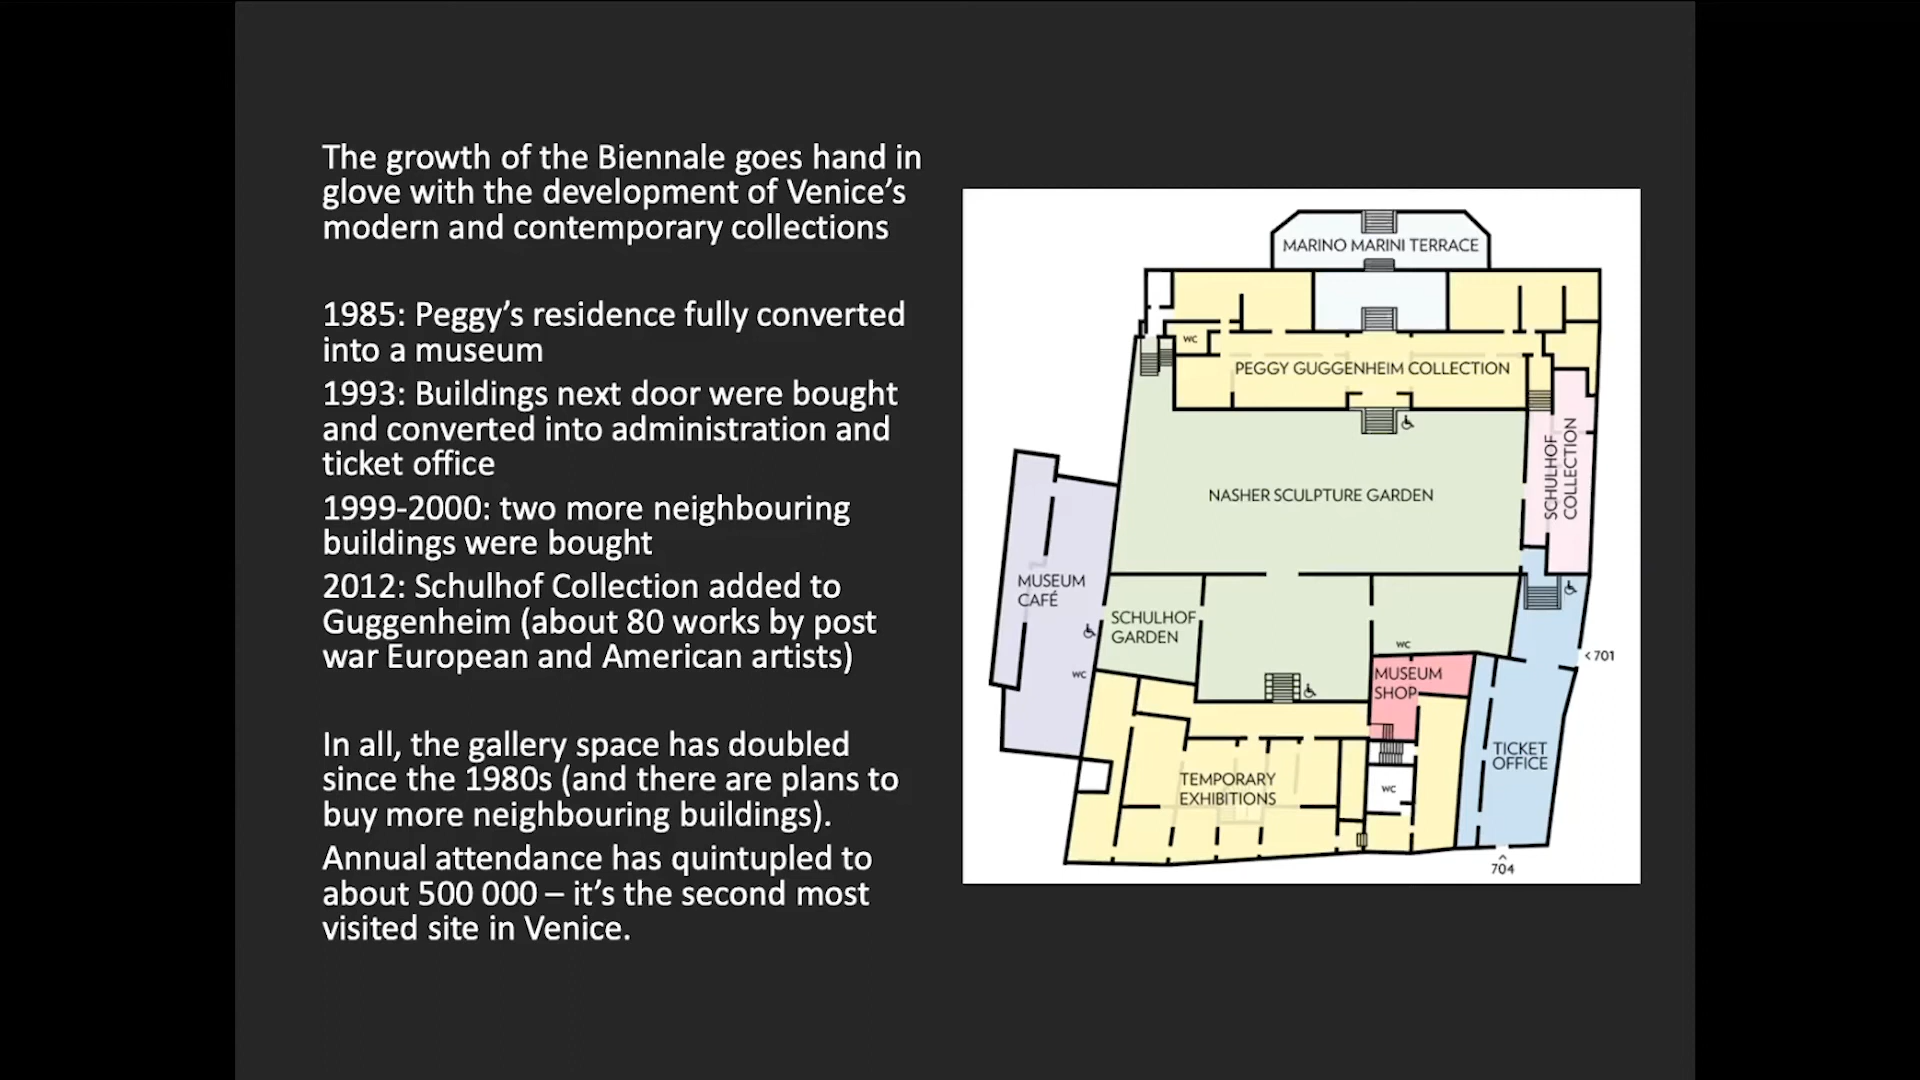 The growth of the Biennale goes hand in
glove with the development of Venice’s
modern and contemporary collections
1985: Peggy’s residence fully converted
into a museum
1993: Buildings next door were bought
and converted into administration and
ticket office
1999-2000: two more neighbouring
buildings were bought
2012: Schulhof Collection added to
Guggenheim (about 80 works by post
war European and American artists)
In all, the gallery space has doubled
since the 1980s (and there are plans to
buy more neighbouring buildings).
Annual attendance has quintupled to
about 500 000 – it’s the second most
visited site in Venice.
MARINO MARINI TERRACE
WC
PEGGY GUGGENHEIM COLLECTION
SCHULHOF
COLLECTION
NASHER SCULPTURE GARDEN
MUSEUM
CAFÉ
SCHULHOF
GARDEN
WC
WC
<701
MUSEUM
SHOP
TICKET
OFFICE
TEMPORARY
EXHIBITIONS
WC
^
704